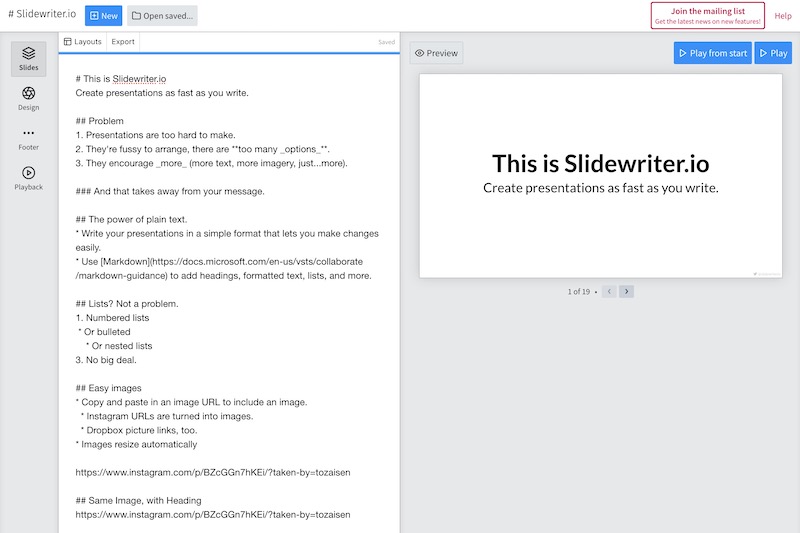 # Slidewriter.io
New
Open saved...
Join the mailing list
Get the latest news on new features!
Help
Slides
Design
Footer
Playback
Layouts
Export
Saved
# This is Slidewriter.io
Create presentations as fast as you write.
## Problem
1. Presentations are too hard to make.
2. They're fussy to arrange, there are **too many _options_**.
3. They encourage _more_ (more text, more imagery, just...more).
### And that takes away from your message.
## The power of plain text.
* Write your presentations in a simple format that lets you make changes
easily.
* Use [Markdown](https://docs.microsoft.com/en-us/vsts/collaborate
/markdown-guidance) to add headings, formatted text, lists, and more.
## Lists? Not a problem.
1. Numbered lists
* Or bulleted
* Or nested lists
3. No big deal.
## Easy images
* Copy and paste in an image URL to include an image.
* Instagram URLs are turned into images.
* Dropbox picture links, too.
* Images resize automatically
https://www.instagram.com/p/BZcGGn7hKEi/?taken-by=tozaisen
## Same Image, with Heading
https://www.instagram.com/p/BZcGGn7hKEi/?taken-by=tozaisen
Preview
Play from start
Play
This is Slidewriter.io
Create presentations as fast as you write.
1 of 19 •